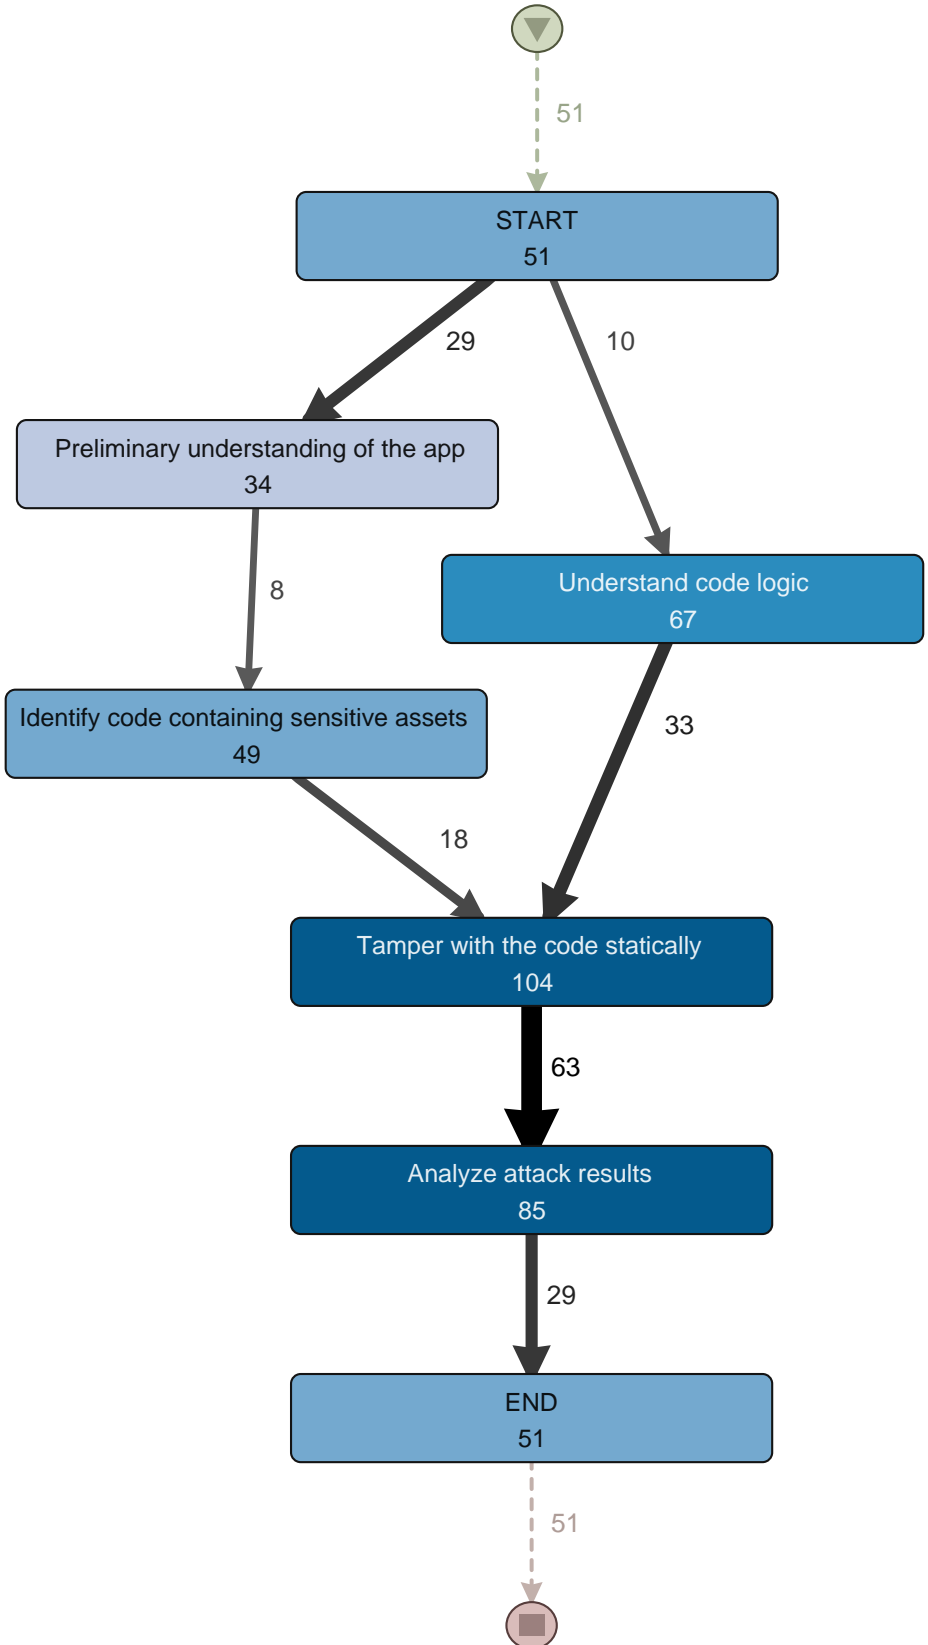 51
START
51
29
10
Preliminary understanding of the app
34
Understand code logic
67
8
Identify code containing sensitive assets
49
33
18
Tamper with the code statically
104
63
Analyze attack results
85
29
END
51
51